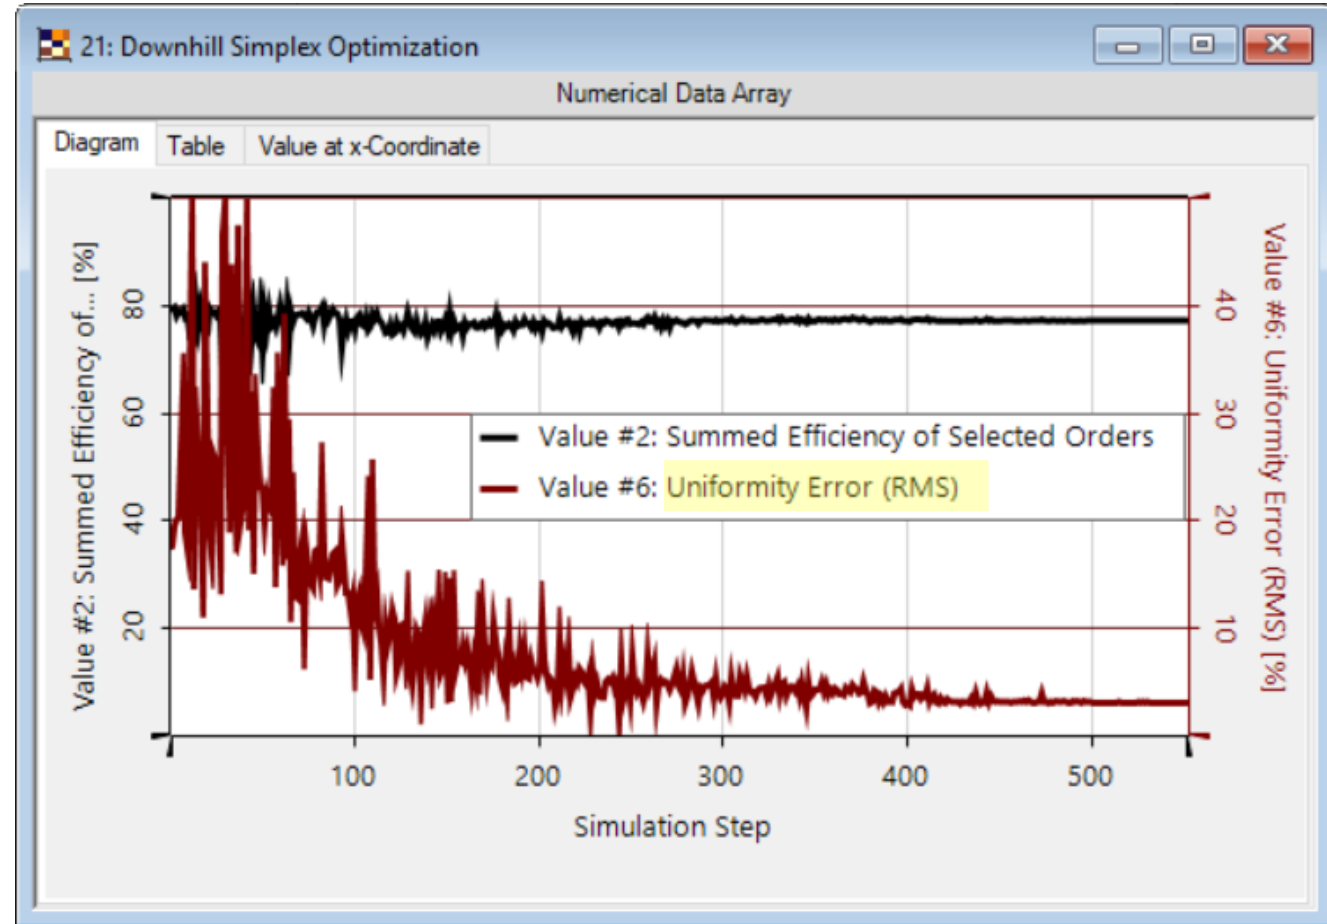 21: Downhill Simplex Optimization
Numerical Data Array
Diagram Table Value at x-Coordinate
Value #2: Summed Efficiency of... [%]
80
60
40
20
Value #2: Summed Efficiency of Selected Orders
Value #6: Uniformity Error (RMS)
40
30
20
10
Value #6: Uniformity Error (RMS) [%]
100 200 300 400 500
Simulation Step